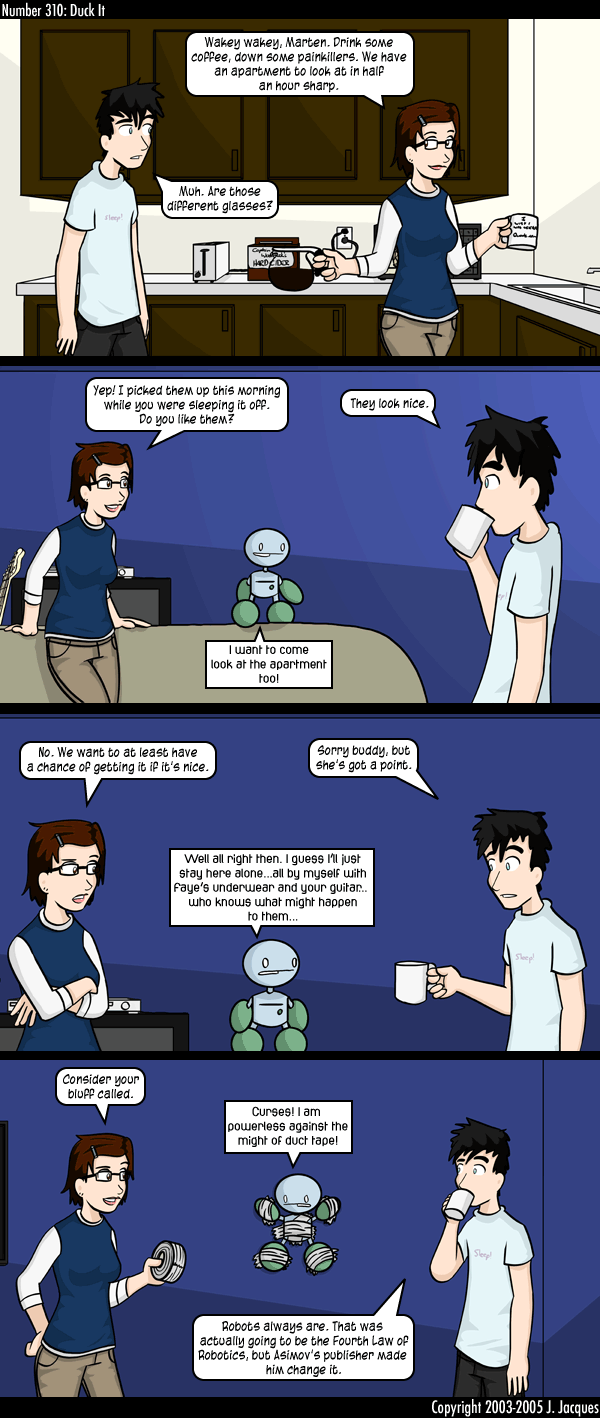 Number 310: Duck It
Wakey wakey, Marten. Drink some
coffee, down some painkillers. We have
an apartment to look at in half
an hour sharp.
Muh. Are those
different glasses?
Sleep!
HARD CIDER
Yep! I picked them up this morning
while you were sleeping it off.
Do you like them?
They look nice.
I want to come
look at the apartment
too!
No. We want to at least have
a chance of getting it if it's nice.
Sorry buddy, but
she's got a point.
Well all right then. I guess I'll just
stay here alone...all by myself with
Faye's underwear and your guitar..
who knows what might happen
to them...
Sleep!
Consider your
bluff called.
Curses! I am
powerless against the
might of duct tape!
Sleep!
Robots always are. That was
actually going to be the Fourth Law of
Robotics, but Asimov's publisher made
him change it.
Copyright 2003-2005 J. Jacques